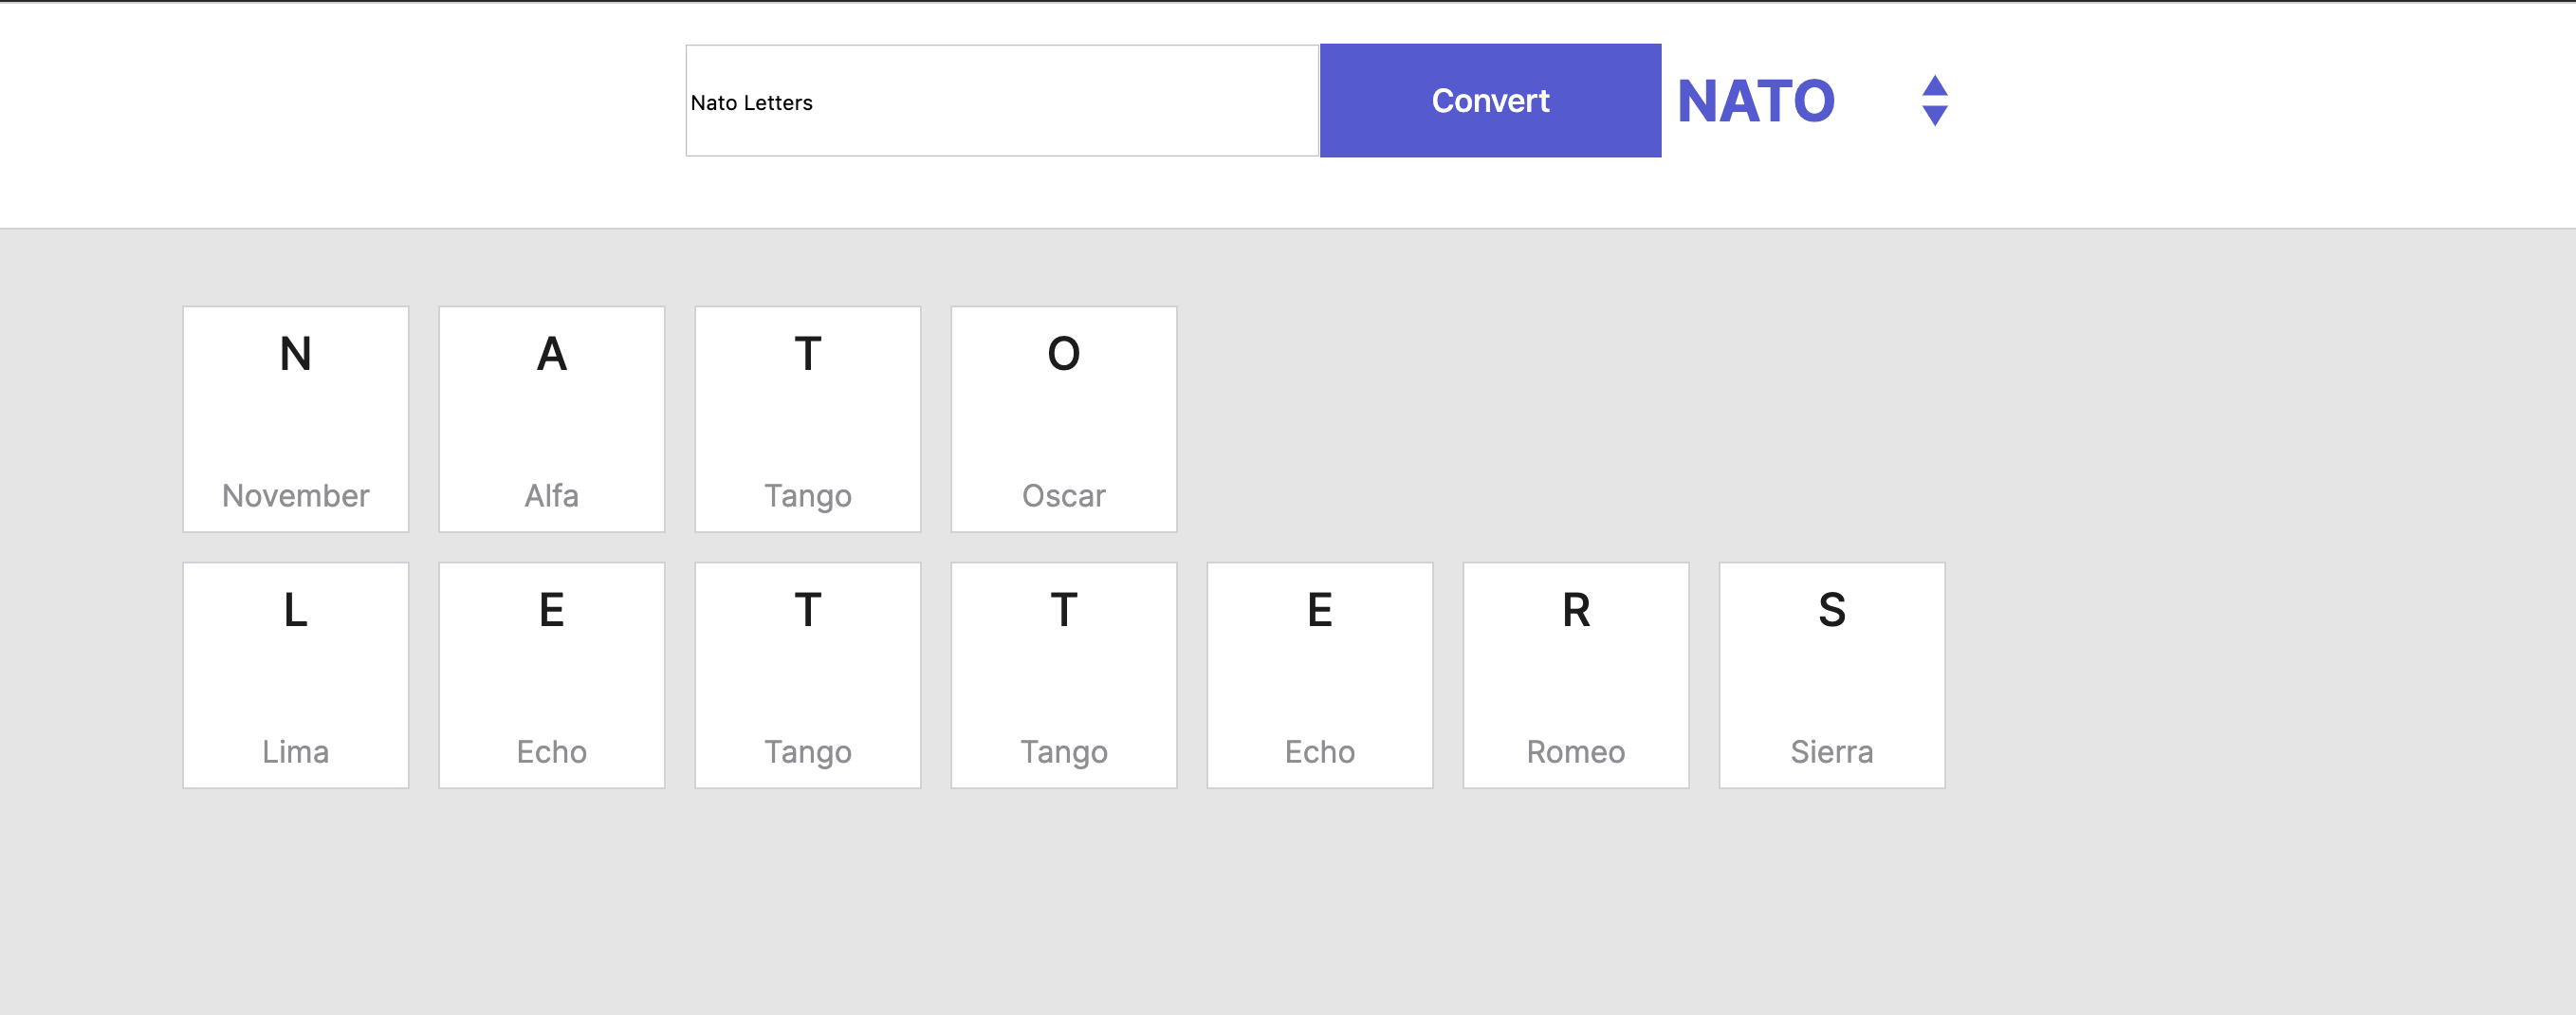 Nato Letters Convert NATO
N A T O
November Alfa Tango Oscar
L E T T E R S
Lima Echo Tango Tango Echo Romeo Sierra